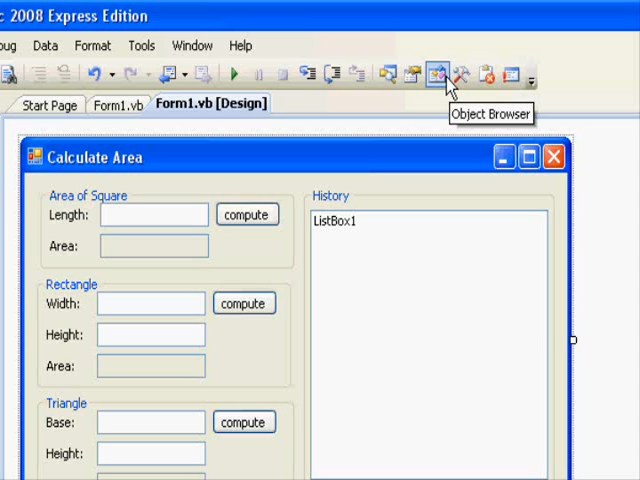 c 2008 Express Edition
ug Data Format Tools Window Help
Start Page Form1.vb Form1.vb [Design]
Object Browser
Calculate Area
Area of Square
Length: compute
Area:
Rectangle
Width: compute
Height:
Area:
Triangle
Base: compute
Height:
History
ListBox1